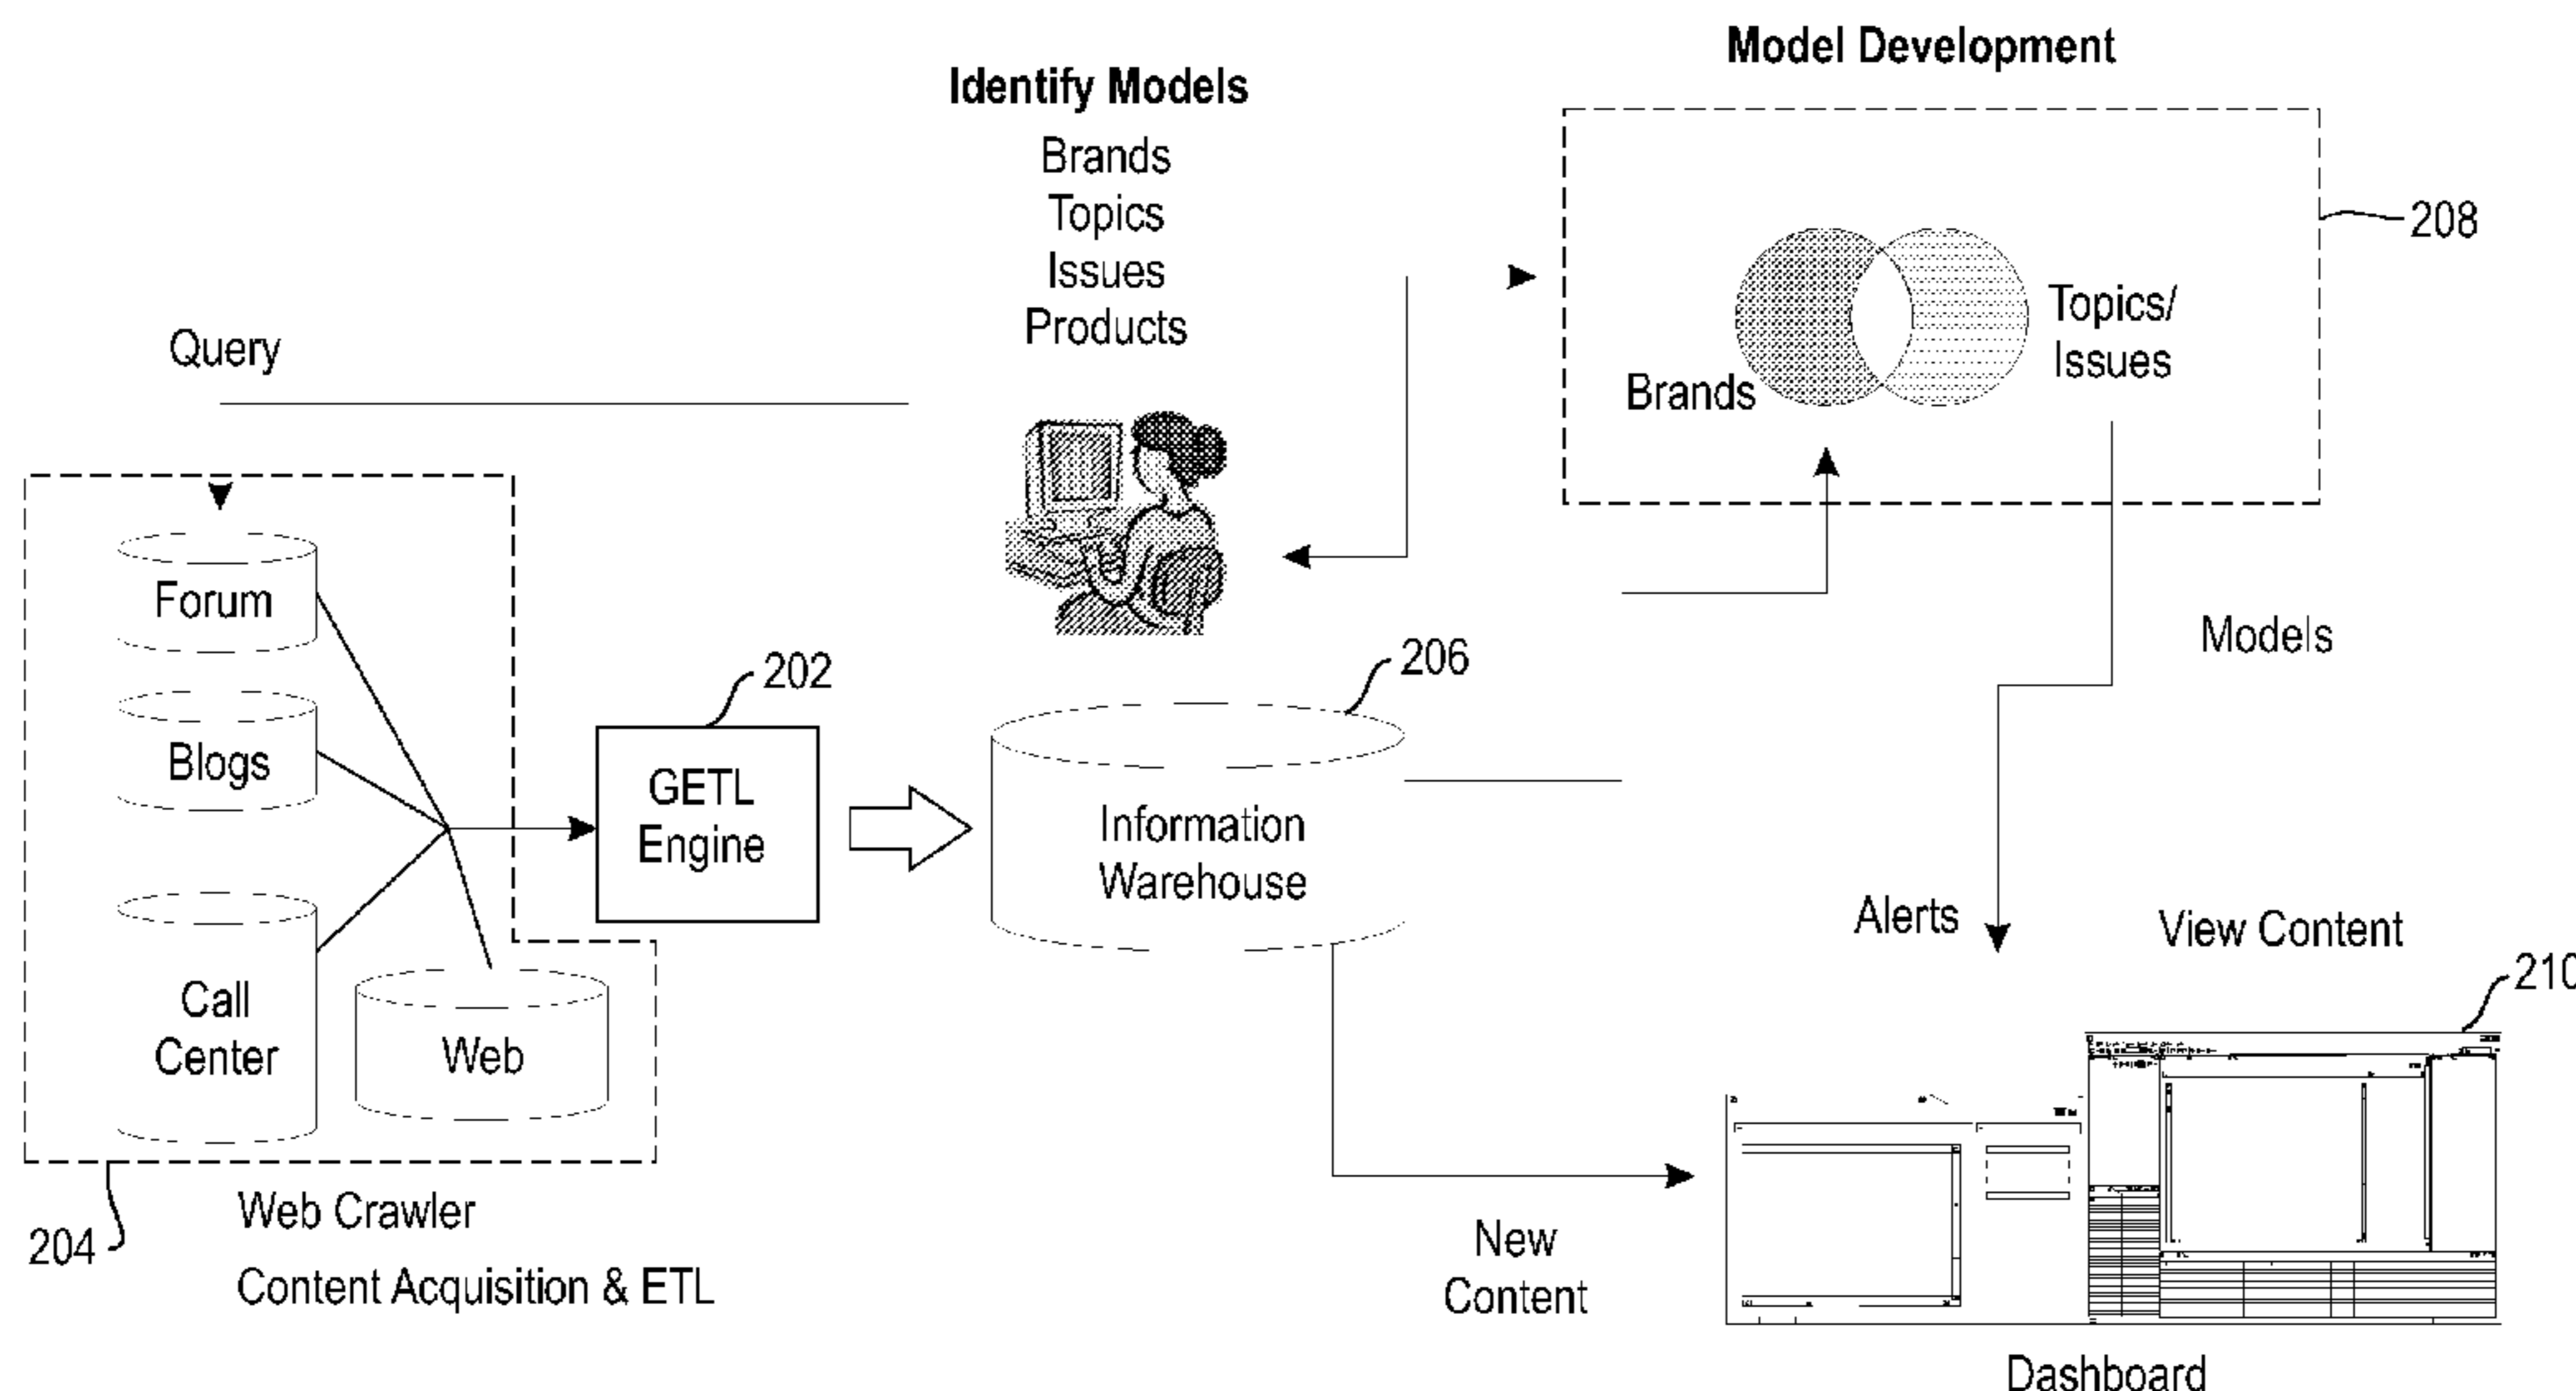 Model Development
Identify Models
Brands
Topics
Issues
Products
208
Topics/
Issues
Brands
Query
Forum
Blogs
Call
Center
Web
202
GETL
Engine
206
Information
Warehouse
Models
Alerts
View Content
210
204
Web Crawler
Content Acquisition & ETL
New
Content
Dashboard